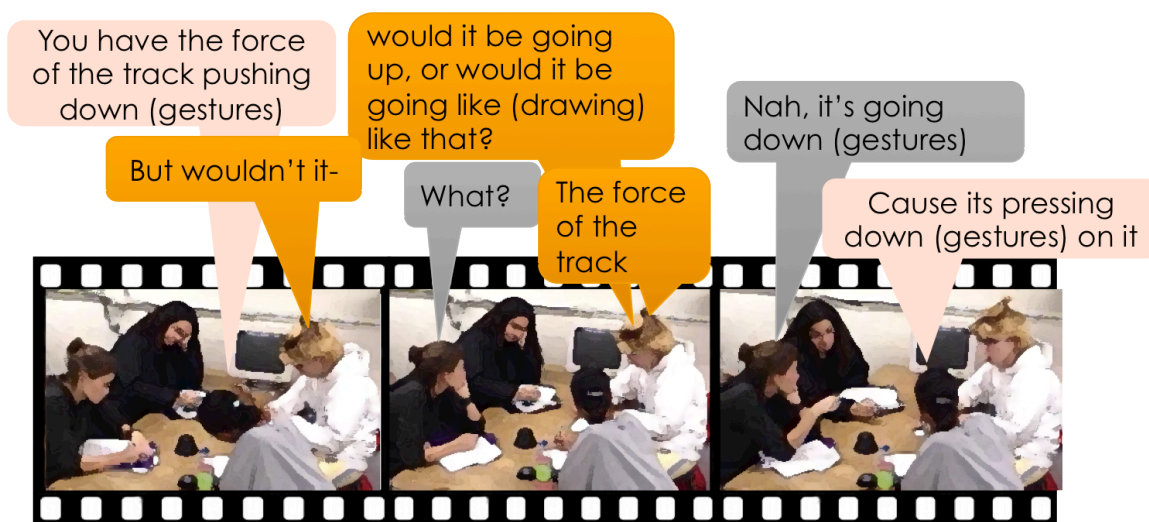 You have the force
of the track pushing
down (gestures)
But wouldn't it-
would it be going
up, or would it be
going like (drawing)
like that?
What?
The force
of the
track
Nah, it's going
down (gestures)
Cause its pressing
down (gestures) on it